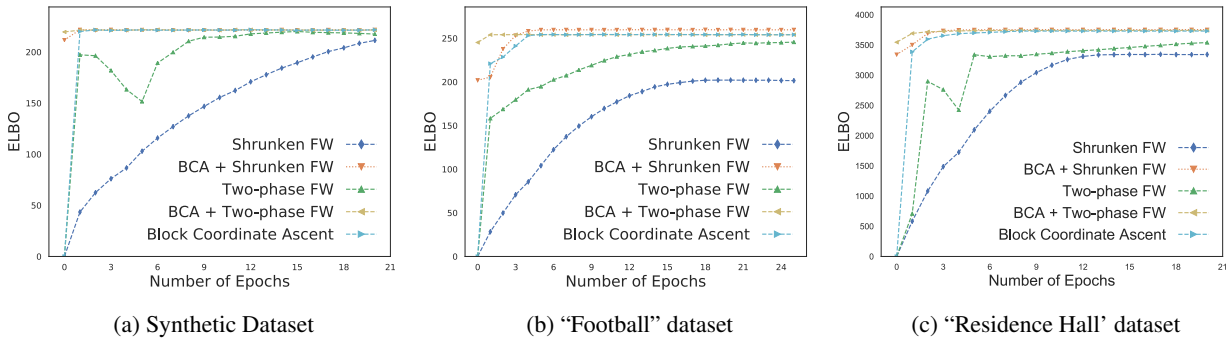 ELBO
200
150
100
50
0
0
3
6
9
12
15
18
21
Number of Epochs
Shrunken FW
BCA + Shrunken FW
Two-phase FW
BCA + Two-phase FW
Block Coordinate Ascent
(a) Synthetic Dataset
ELBO
250
200
150
100
50
0
0
3
6
9
12
15
18
21
24
Number of Epochs
Shrunken FW
BCA + Shrunken FW
Two-phase FW
BCA + Two-phase FW
Block Coordinate Ascent
(b) “Football” dataset
ELBO
4000
3500
3000
2500
2000
1500
1000
500
0
0
3
6
9
12
15
18
21
Number of Epochs
Shrunken FW
BCA + Shrunken FW
Two-phase FW
BCA + Two-phase FW
Block Coordinate Ascent
(c) “Residence Hall’ dataset